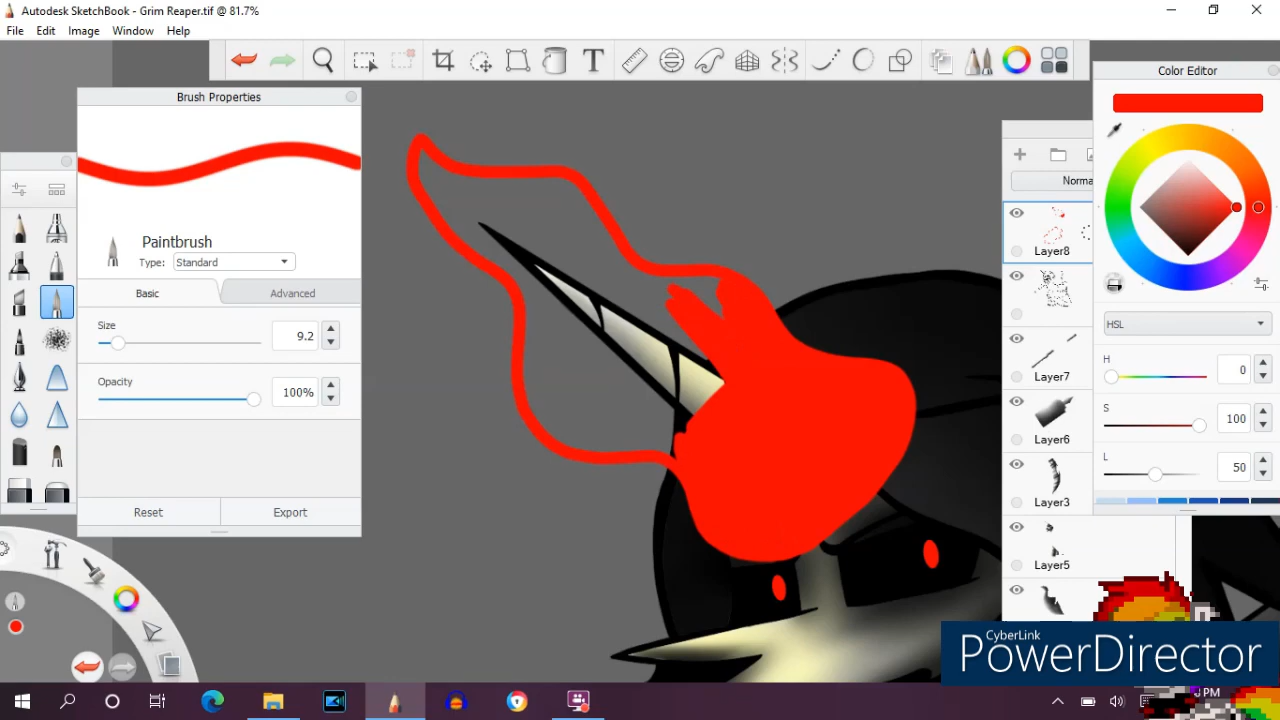 Autodesk SketchBook - Grim Reaper.tif @ 81.7%
File Edit Image Window Help
T
Brush Properties
Color Editor
Norma
Paintbrush
Type: Standard
Basic Advanced
Size
9.2
Opacity
100%
Reset Export
Layer8
Layer7
Layer6
Layer3
Layer5
HSL
H 0
S 100
L 50
CyberLink
PowerDirector
PM